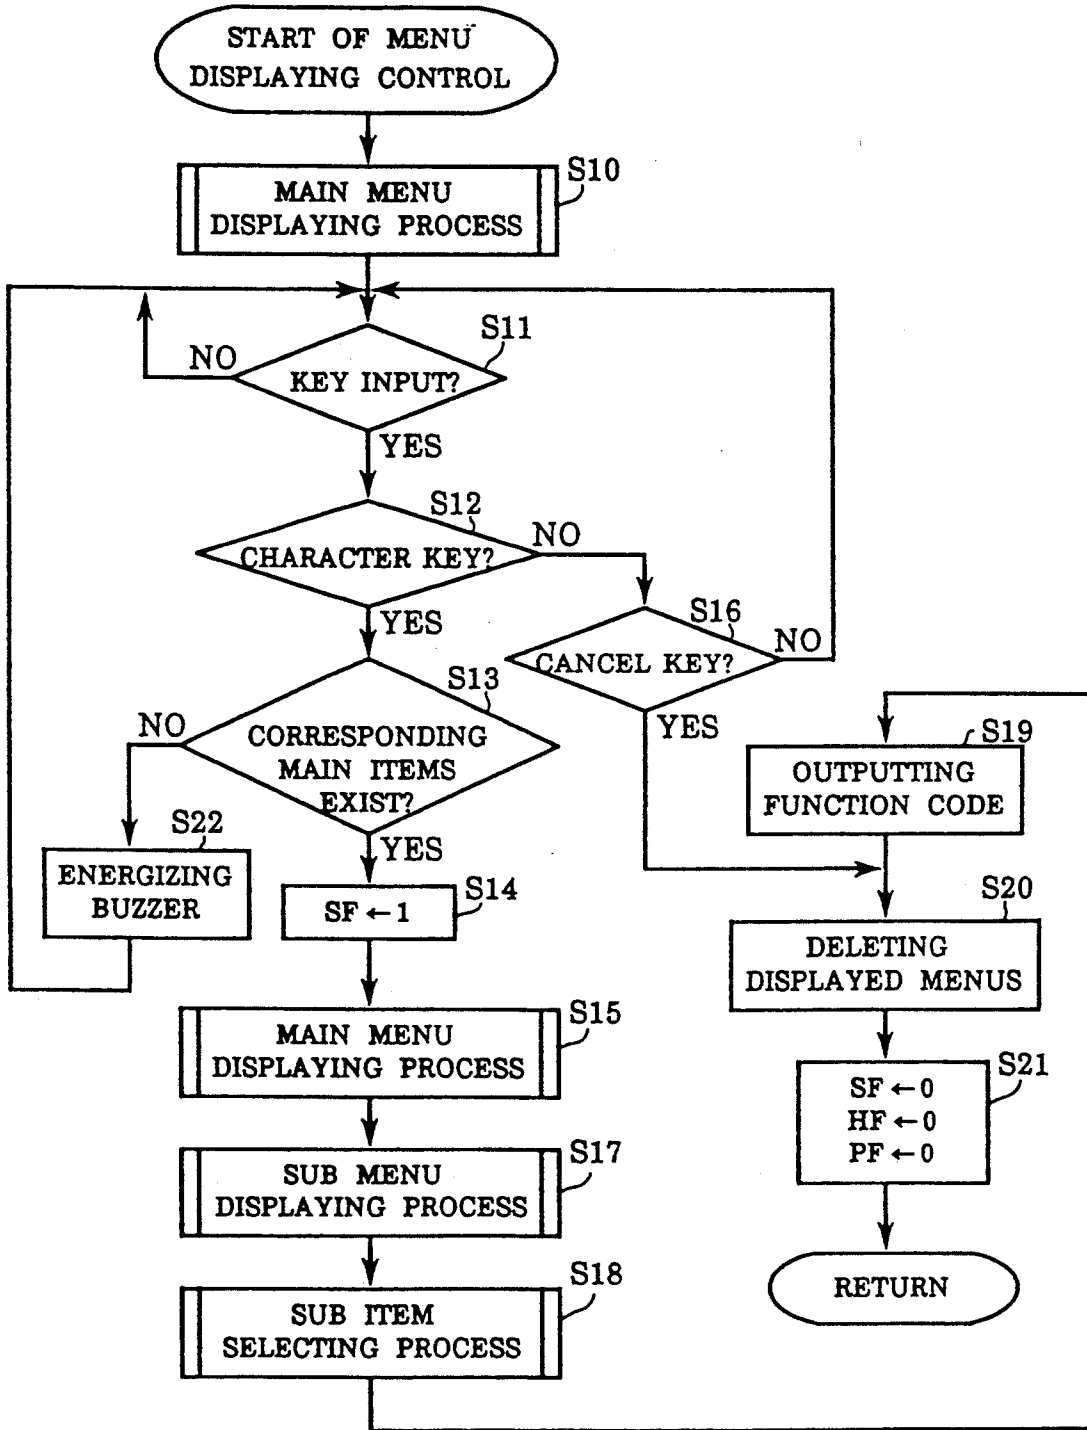 START OF MENU
DISPLAYING CONTROL
S10
MAIN MENU
DISPLAYING PROCESS
S11
NO
KEY INPUT?
YES
S12
NO
CHARACTER KEY?
YES
S16
NO
CANCEL KEY?
YES
S13
NO
CORRESPONDING
MAIN ITEMS
EXIST?
YES
S22
ENERGIZING
BUZZER
S14
SF ← 1
S15
MAIN MENU
DISPLAYING PROCESS
S17
SUB MENU
DISPLAYING PROCESS
S18
SUB ITEM
SELECTING PROCESS
S19
OUTPUTTING
FUNCTION CODE
S20
DELETING
DISPLAYED MENUS
S21
SF ← 0
HF ← 0
PF ← 0
RETURN